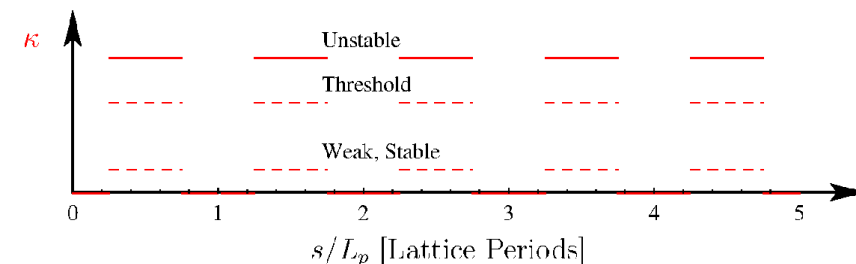 κ
Unstable
Threshold
Weak, Stable
0 1 2 3 4 5
s/L_p [Lattice Periods]